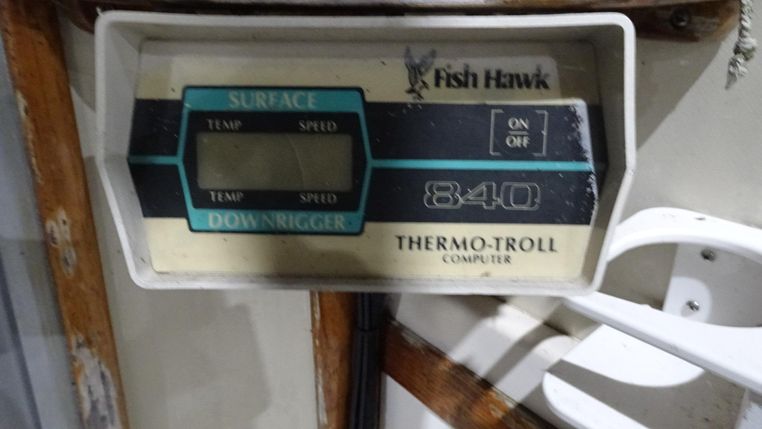 Fish Hawk
SURFACE
TEMP SPEED
ON
OFF
TEMP SPEED
840
DOWNRIGGER
THERMO-TROLL
COMPUTER